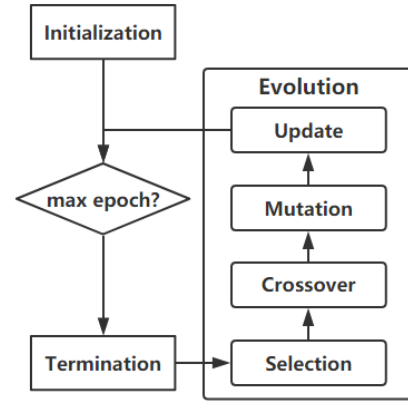 Initialization
Evolution
Update
max epoch?
Mutation
Crossover
Termination
Selection